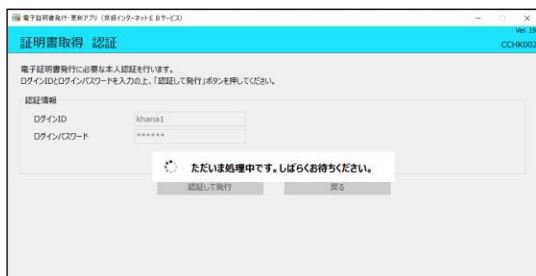 電子証明書発行・更新アプリ (京銀インターネットEBサービス)
Ver. 19
証明書取得 認証
CCHK002
電子証明書発行に必要な本人認証を行います。
ログインIDとログインパスワードを入力の上、「認証して発行」ボタンを押してください。
認証情報
ログインID
khana1
ログインパスワード
******
ただいま処理中です。しばらくお待ちください。
認証して発行
戻る